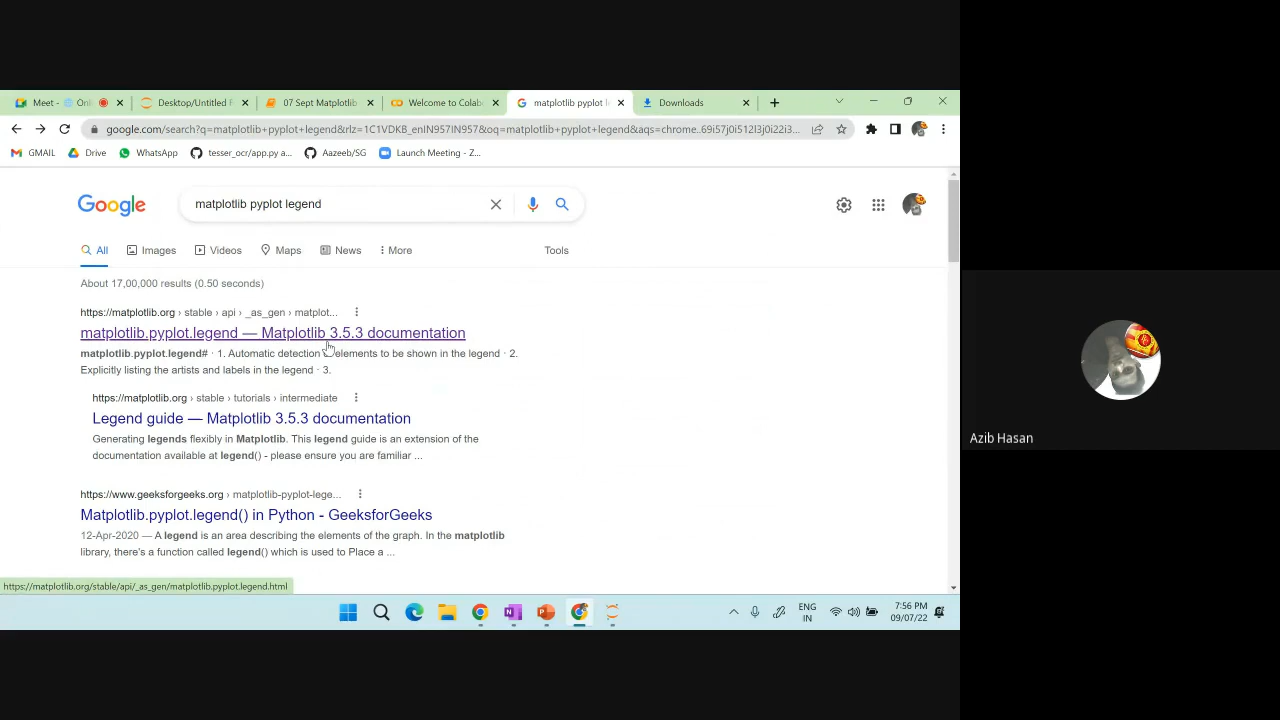 Meet - Onl
Desktop/Untitled F
07 Sept Matplotlib
Welcome to Colab
matplotlib pyplot l
Downloads
google.com/search?q=matplotlib+pyplot+legend&rlz=1C1VDKB_enIN957IN957&oq=matplotlib+pyplot+legend&aqs=chrome..69i57j0i512l3j0i22i3...
GMAIL
Drive
WhatsApp
tesser_ocr/app.py a...
Aazeeb/SG
Launch Meeting - Z...
Google
matplotlib pyplot legend
All
Images
Videos
Maps
News
More
Tools
About 17,00,000 results (0.50 seconds)
https://matplotlib.org › stable › api › _as_gen › matplot...
matplotlib.pyplot.legend — Matplotlib 3.5.3 documentation
matplotlib.pyplot.legend# · 1. Automatic detection elements to be shown in the legend · 2.
Explicitly listing the artists and labels in the legend · 3.
https://matplotlib.org › stable › tutorials › intermediate
Legend guide — Matplotlib 3.5.3 documentation
Generating legends flexibly in Matplotlib. This legend guide is an extension of the
documentation available at legend() - please ensure you are familiar ...
https://www.geeksforgeeks.org › matplotlib-pyplot-lege...
Matplotlib.pyplot.legend() in Python - GeeksforGeeks
12-Apr-2020 — A legend is an area describing the elements of the graph. In the matplotlib
library, there's a function called legend() which is used to Place a ...
https://matplotlib.org/stable/api/_as_gen/matplotlib.pyplot.legend.html
ENG
IN
7:56 PM
09/07/22
Azib Hasan